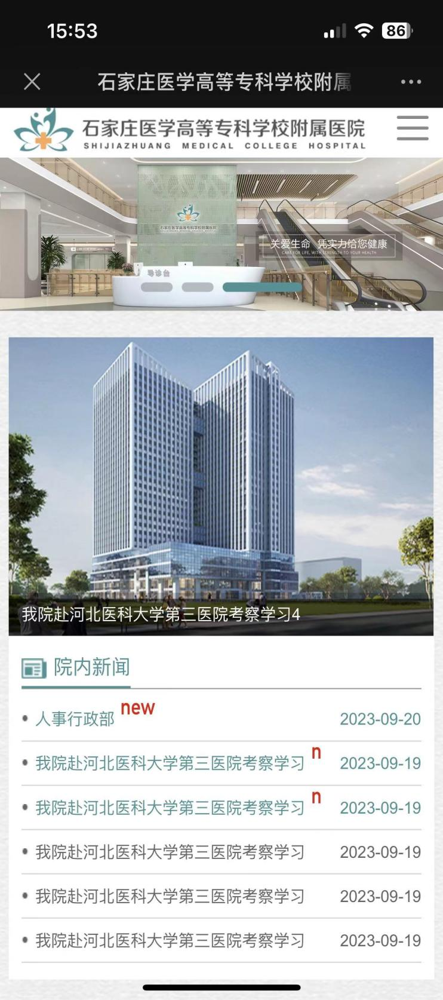 15:53
86
石家庄医学高等专科学校附属
石家庄医学高等专科学校附属医院
SHIJIAZHUANG MEDICAL COLLEGE HOSPITAL
石家庄医学高等专科学校附属医院
关爱生命 凭实力给您健康
CARE FOR LIFE, WITH STRENGTH TO YOUR HEALTH
导诊台
我院赴河北医科大学第三医院考察学习4
院内新闻
人事行政部 new 2023-09-20
我院赴河北医科大学第三医院考察学习 n 2023-09-19
我院赴河北医科大学第三医院考察学习 n 2023-09-19
我院赴河北医科大学第三医院考察学习 2023-09-19
我院赴河北医科大学第三医院考察学习 2023-09-19
我院赴河北医科大学第三医院考察学习 2023-09-19